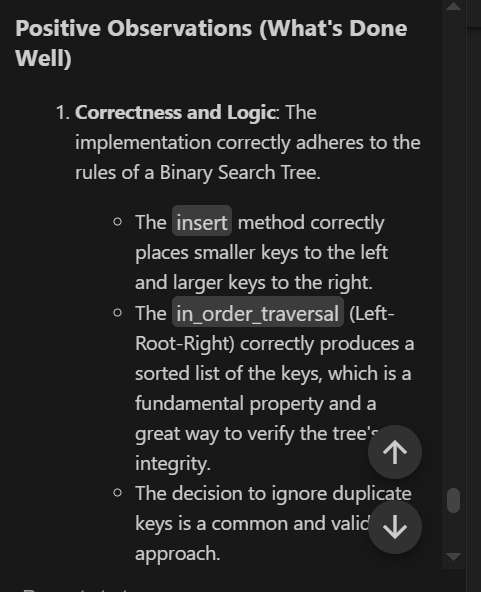 Positive Observations (What's Done
Well)
1. Correctness and Logic: The
implementation correctly adheres to the
rules of a Binary Search Tree.
The insert method correctly
places smaller keys to the left
and larger keys to the right.
The in_order_traversal (Left-
Root-Right) correctly produces a
sorted list of the keys, which is a
fundamental property and a
great way to verify the tree's
integrity.
The decision to ignore duplicate
keys is a common and valid
approach.